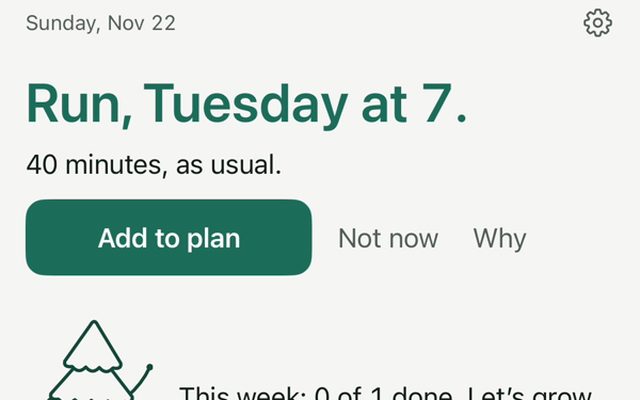 Sunday, Nov 22
Run, Tuesday at 7.
40 minutes, as usual.
Add to plan
Not now
Why
This week: 0 of 1 done. Let’s grow